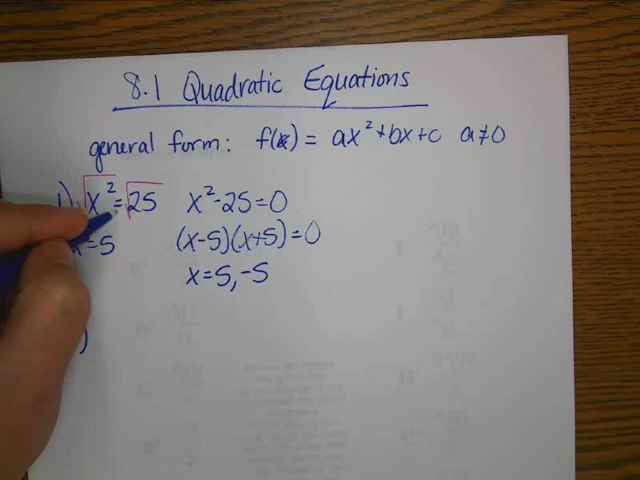 8.1 Quadratic Equations
general form: f(x) = ax²+bx+c a≠0
1) x² = 25 x²-25=0
x=5 (x-5)(x+5)=0
x=5,-5
)